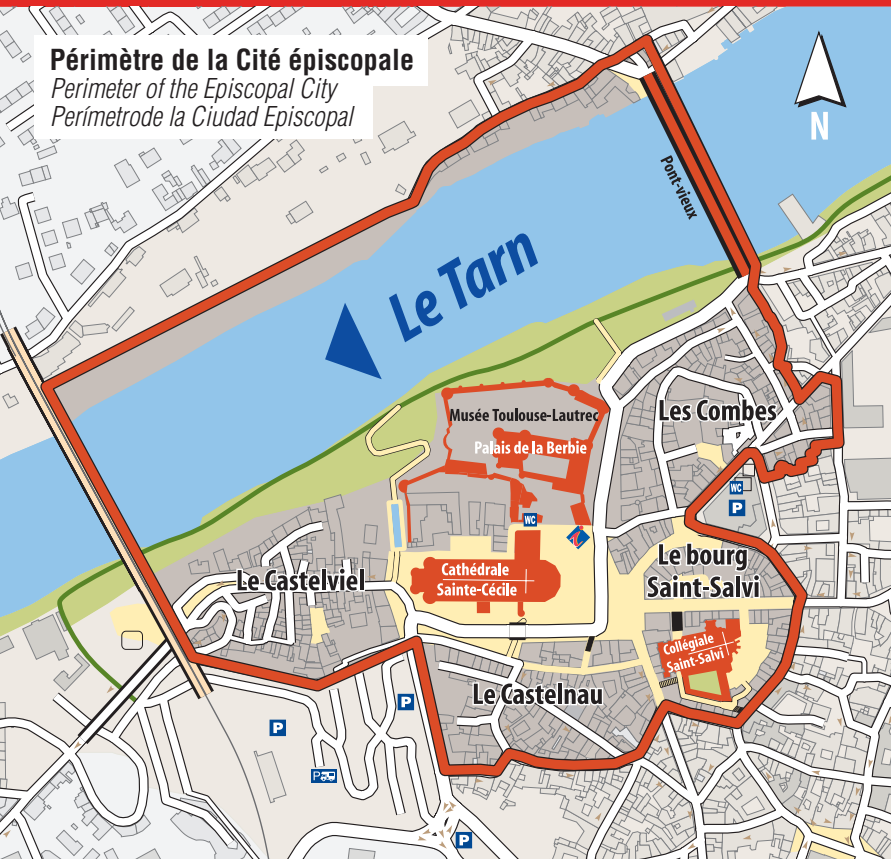 Périmètre de la Cité épiscopale
Perimeter of the Episcopal City
Perímetrode la Ciudad Episcopal
N
Pont-vieux
Le Tarn
Musée Toulouse-Lautrec
Palais de la Berbie
Les Combes
WC
P
WC
i
Le bourg
Saint-Salvi
Cathédrale
Sainte-Cécile
Le Castelviel
Collégiale
Saint-Salvi
Le Castelnau
P
P
P
P